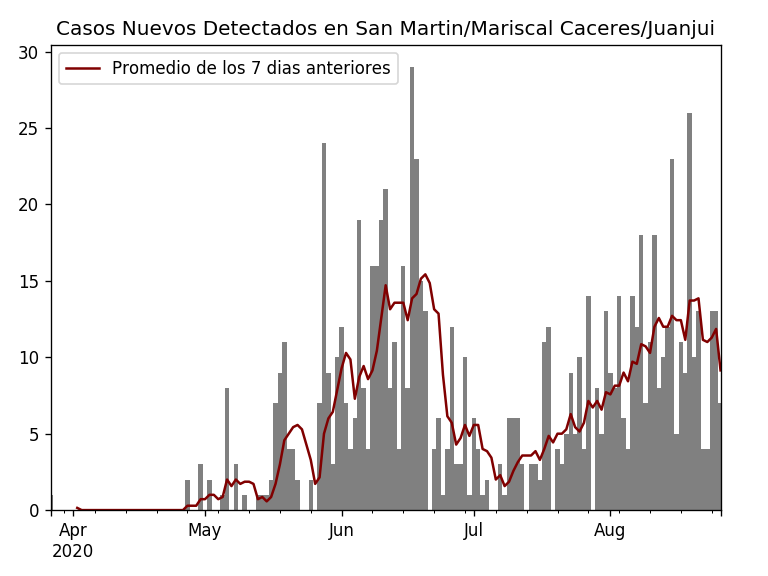 Casos Nuevos Detectados en San Martin/Mariscal Caceres/Juanjui
Promedio de los 7 dias anteriores
30
25
20
15
10
5
0
Apr May Jun Jul Aug
2020